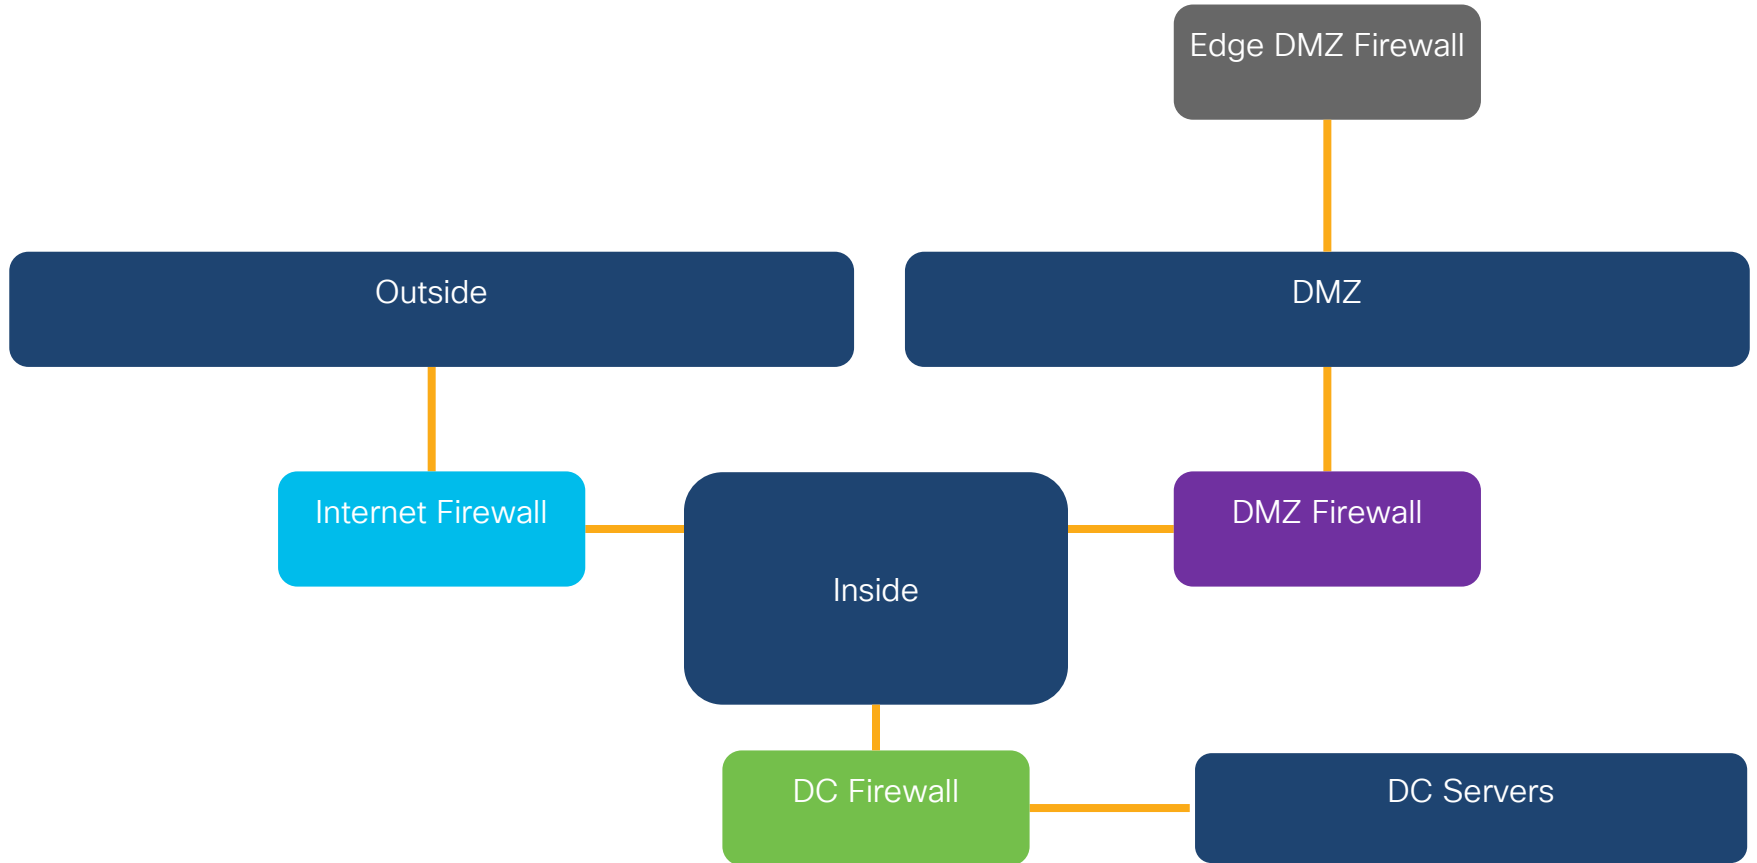 Edge DMZ Firewall
Outside
DMZ
Internet Firewall
DMZ Firewall
Inside
DC Firewall
DC Servers